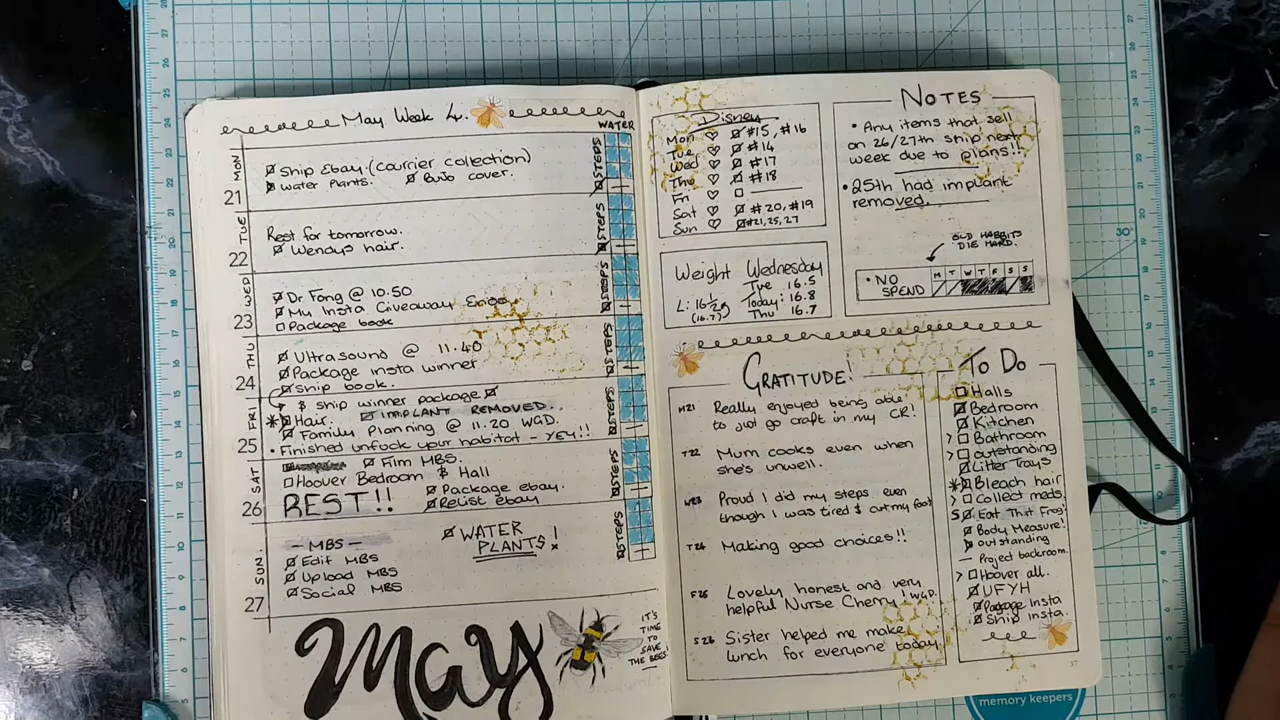 May Week 4.
WATER
MON
21
Ship Ebay. (courrier collection)
Water Plants. BuJo cover.
STEPS
TUE
22
Rest for tomorrow.
Wendys hair.
STEPS
WED
23
Dr Fong @ 10.50
My Insta Giveaway Ends
Package book
STEPS
THU
24
Ultrasound @ 11.40
Package insta winner
Ship book.
STEPS
FRI
25
& Ship winner package
Hair. IMPLANT REMOVED..
Family Planning @ 11.20 WGD.
• Finished unfuck your habitat - YEY!!
STEPS
SAT
26
Film MBS.
Hoover Bedroom & Hall
REST!! Package ebay.
Relist ebay
STEPS
SUN.
27
- MBS -
Edit MBS
Upload MBS
Social MBS
WATER
PLANTS!
STEPS
May
IT'S
TIME
TO
SAVE
THE BEES!
Disney
Mon #15, #16
Tue #14
Wed #17
Thu #18
Fri
Sat #20, #19
Sun #21, 25, 27
Weight Wednesday
Tue 16.5
L: 16½ Today: 16.8
(16.7) Thu 16.7
NOTES
• Any items that sell
on 26/27th ship next
week due to plans!!
• 25th had implant
removed.
OLD HABBITS
DIE HARD.
• NO
SPEND
M T W T F S S
GRATITUDE!
M21 Really enjoyed being able
to just go craft in my CR!
T22 Mum cooks even when
she's unwell.
W23 Proud I did my steps even
though I was tired & cut my foot
T24 Making good choices!!
F25 Lovely honest and very
helpful Nurse Cherry! WGD.
S26 Sister helped me make
lunch for everyone today
To Do
Halls
Bedroom
Kitchen
> Bathroom
> outstanding
Litter Trays
Bleach hair
> Collect meds.
S Eat That Frog!
Body Measure!
outstanding
- Project backroom.
> Hoover all.
UFYH
Package Insta
Ship insta.
37
memory keepers
30